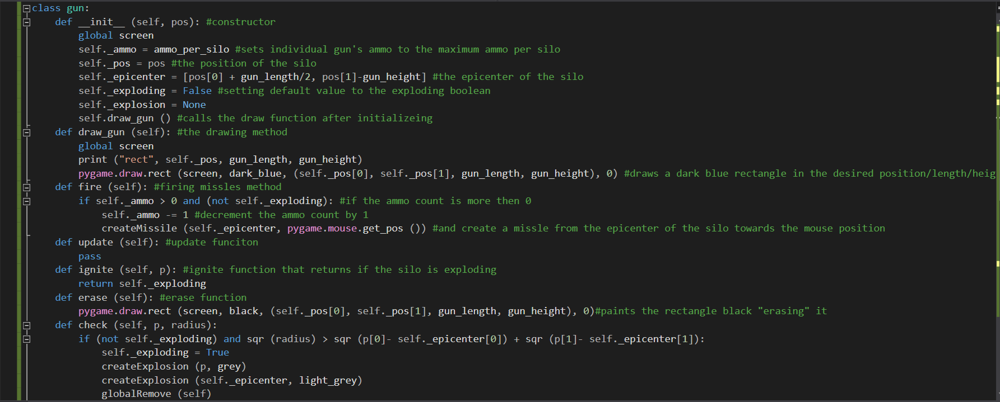 class gun:
    def __init__ (self, pos): #constructor
        global screen
        self._ammo = ammo_per_silo #sets individual gun's ammo to the maximum ammo per silo
        self._pos = pos #the position of the silo
        self._epicenter = [pos[0] + gun_length/2, pos[1]-gun_height] #the epicenter of the silo
        self._exploding = False #setting default value to the exploding boolean
        self._explosion = None
        self.draw_gun () #calls the draw function after initializeing
    def draw_gun (self): #the drawing method
        global screen
        print ("rect", self._pos, gun_length, gun_height)
        pygame.draw.rect (screen, dark_blue, (self._pos[0], self._pos[1], gun_length, gun_height), 0) #draws a dark blue rectangle in the desired position/length/heig
    def fire (self): #firing missles method
        if self._ammo > 0 and (not self._exploding): #if the ammo count is more then 0
            self._ammo -= 1 #decrement the ammo count by 1
            createMissile (self._epicenter, pygame.mouse.get_pos ()) #and create a missle from the epicenter of the silo towards the mouse position
    def update (self): #update funciton
        pass
    def ignite (self, p): #ignite function that returns if the silo is exploding
        return self._exploding
    def erase (self): #erase function
        pygame.draw.rect (screen, black, (self._pos[0], self._pos[1], gun_length, gun_height), 0)#paints the rectangle black "erasing" it
    def check (self, p, radius):
        if (not self._exploding) and sqr (radius) > sqr (p[0]- self._epicenter[0]) + sqr (p[1]- self._epicenter[1]):
            self._exploding = True
            createExplosion (p, grey)
            createExplosion (self._epicenter, light_grey)
            globalRemove (self)